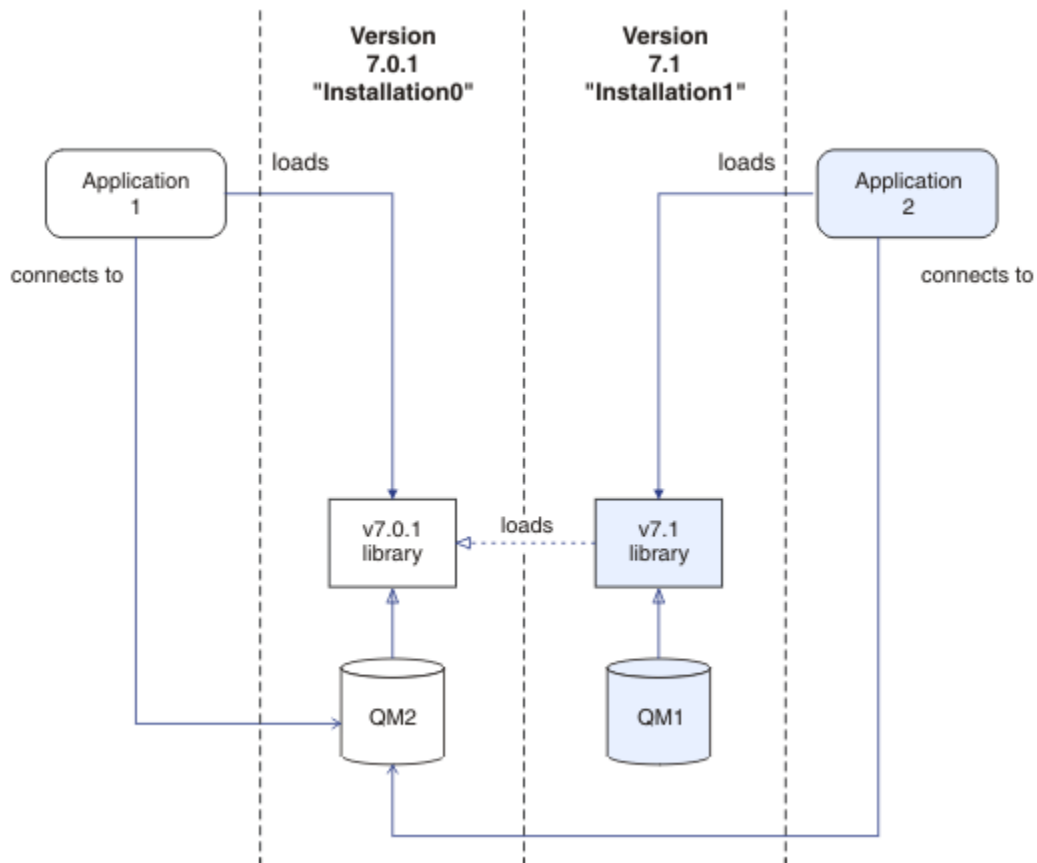 Version
7.0.1
"Installation0"
Version
7.1
"Installation1"
loads
loads
Application
1
Application
2
connects to
connects to
v7.0.1
library
loads
v7.1
library
QM2
QM1